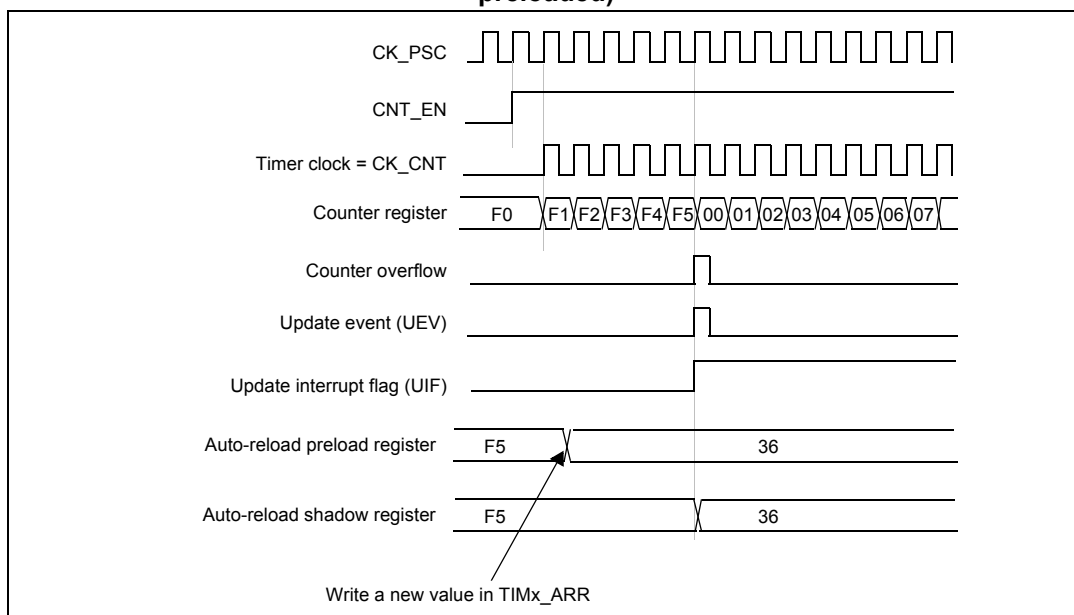 preloaded)
CK_PSC
CNT_EN
Timer clock = CK_CNT
Counter register F0 F1 F2 F3 F4 F5 00 01 02 03 04 05 06 07
Counter overflow
Update event (UEV)
Update interrupt flag (UIF)
Auto-reload preload register F5 36
Auto-reload shadow register F5 36
Write a new value in TIMx_ARR